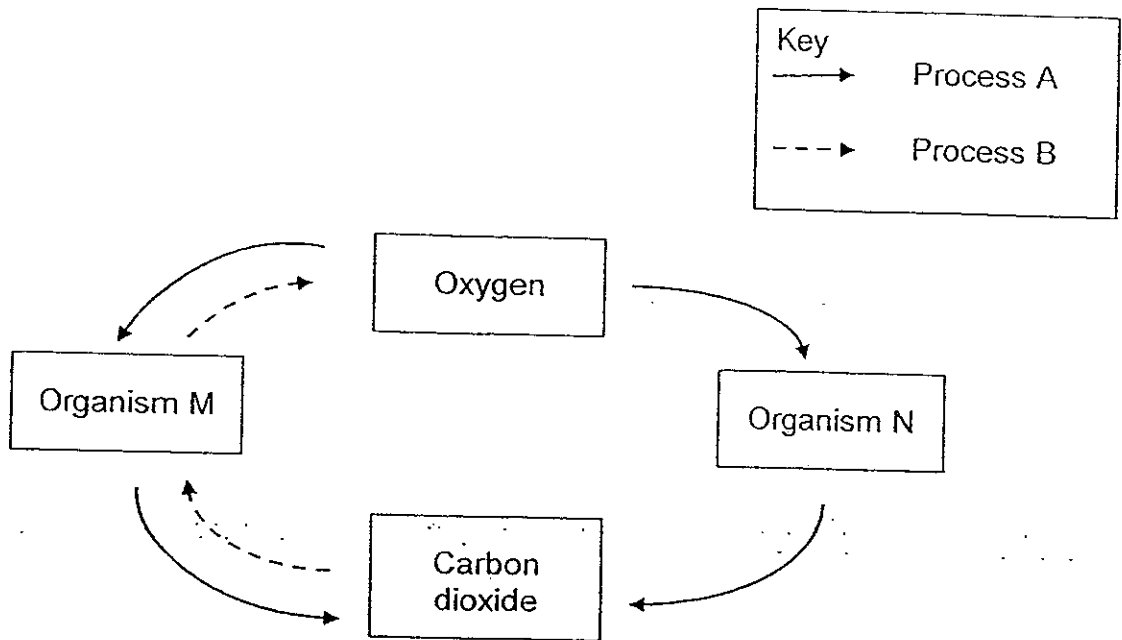 Key
Process A
Process B
Oxygen
Organism M
Organism N
Carbon
dioxide